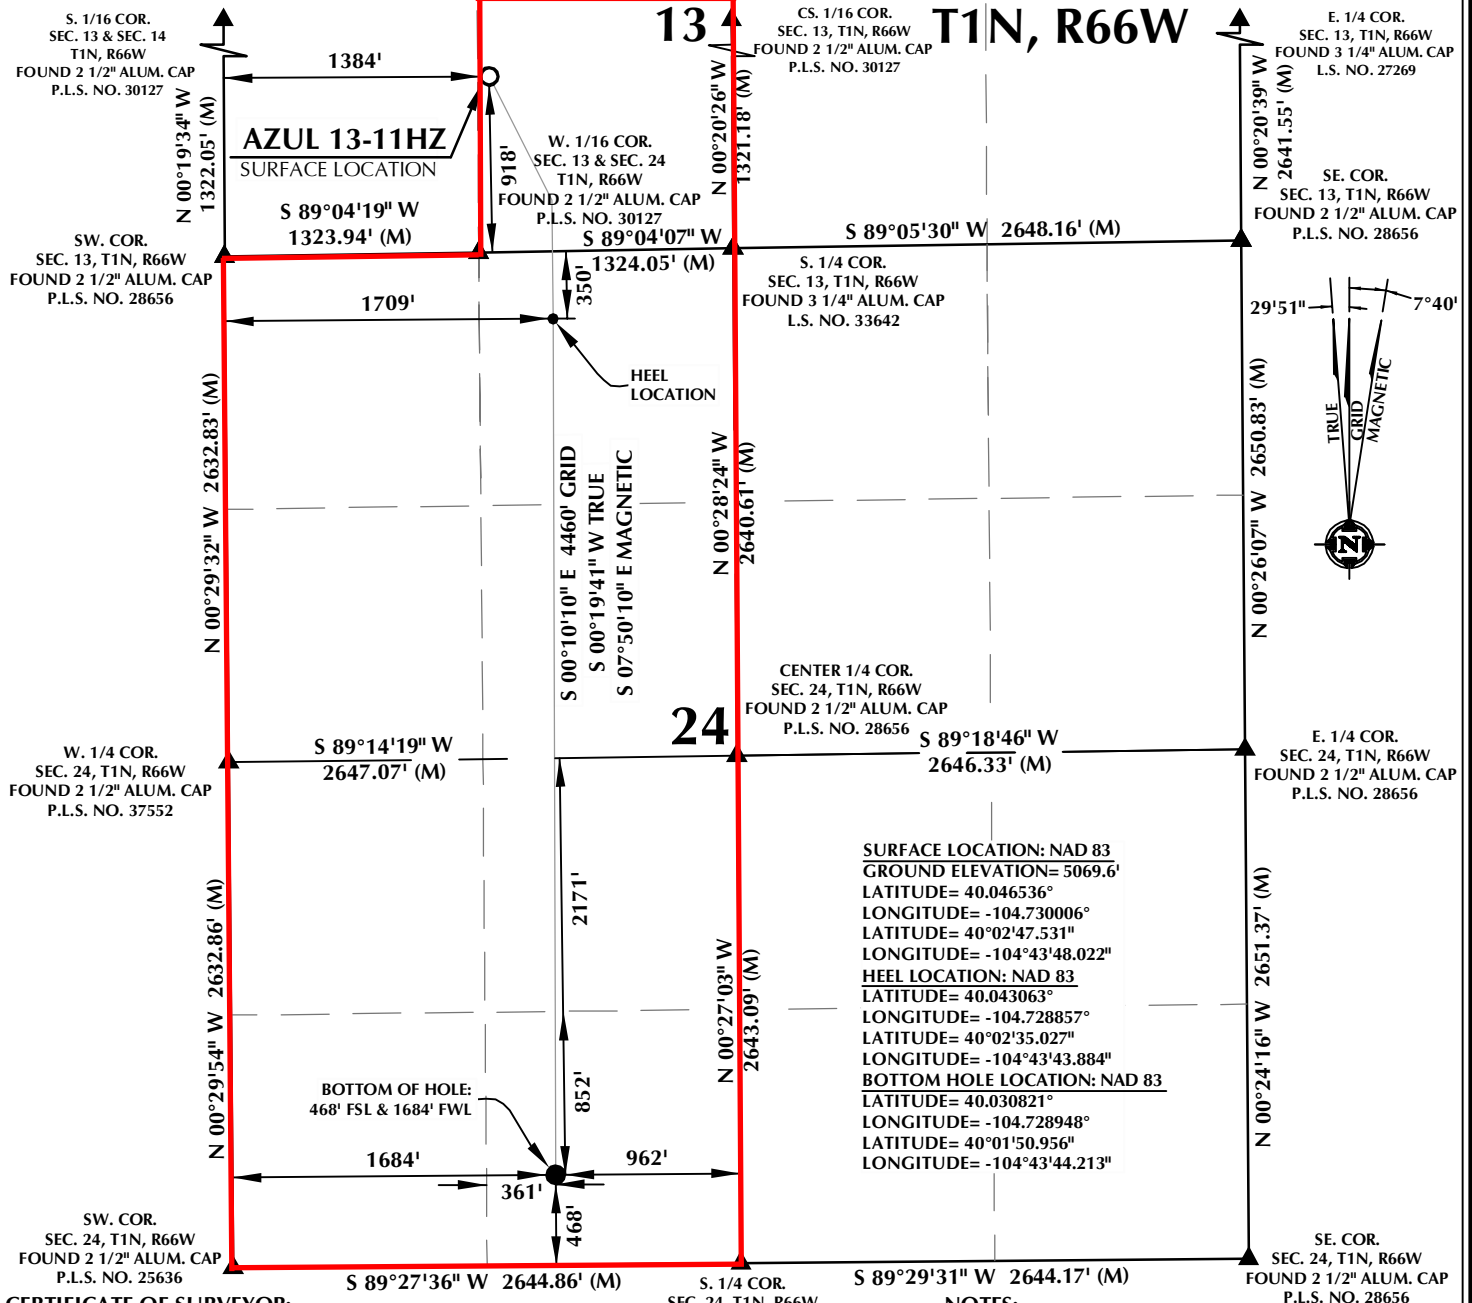 S. 1/16 COR.
SEC. 13 & SEC. 14
T1N, R66W
FOUND 2 1/2" ALUM. CAP
P.L.S. NO. 30127
1384'
13
CS. 1/16 COR.
SEC. 13, T1N, R66W
FOUND 2 1/2" ALUM. CAP
P.L.S. NO. 30127
T1N, R66W
E. 1/4 COR.
SEC. 13, T1N, R66W
FOUND 3 1/4" ALUM. CAP
L.S. NO. 27269
N 00°19'34" W
1322.05' (M)
AZUL 13-11HZ
SURFACE LOCATION
918'
W. 1/16 COR.
SEC. 13 & SEC. 24
T1N, R66W
FOUND 2 1/2" ALUM. CAP
P.L.S. NO. 30127
N 00°20'26" W
1321.18' (M)
N 00°20'39" W
2641.55' (M)
SE. COR.
SEC. 13, T1N, R66W
FOUND 2 1/2" ALUM. CAP
P.L.S. NO. 28656
S 89°04'19" W
1323.94' (M)
S 89°04'07" W
1324.05' (M)
S 89°05'30" W 2648.16' (M)
SW. COR.
SEC. 13, T1N, R66W
FOUND 2 1/2" ALUM. CAP
P.L.S. NO. 28656
S. 1/4 COR.
SEC. 13, T1N, R66W
FOUND 3 1/4" ALUM. CAP
L.S. NO. 33642
350'
1709'
HEEL
LOCATION
29'51"
7°40'
TRUE
GRID
MAGNETIC
N
N 00°29'32" W 2632.83' (M)
S 00°10'10" E 4460' GRID
S 00°19'41" W TRUE
S 07°50'10" E MAGNETIC
N 00°28'24" W
2640.61' (M)
N 00°26'07" W 2650.83' (M)
CENTER 1/4 COR.
SEC. 24, T1N, R66W
FOUND 2 1/2" ALUM. CAP
P.L.S. NO. 28656
24
W. 1/4 COR.
SEC. 24, T1N, R66W
FOUND 2 1/2" ALUM. CAP
P.L.S. NO. 37552
S 89°14'19" W
2647.07' (M)
S 89°18'46" W
2646.33' (M)
E. 1/4 COR.
SEC. 24, T1N, R66W
FOUND 2 1/2" ALUM. CAP
P.L.S. NO. 28656
SURFACE LOCATION: NAD 83
GROUND ELEVATION= 5069.6'
LATITUDE= 40.046536°
LONGITUDE= -104.730006°
LATITUDE= 40°02'47.531"
LONGITUDE= -104°43'48.022"
HEEL LOCATION: NAD 83
LATITUDE= 40.043063°
LONGITUDE= -104.728857°
LATITUDE= 40°02'35.027"
LONGITUDE= -104°43'43.884"
BOTTOM HOLE LOCATION: NAD 83
LATITUDE= 40.030821°
LONGITUDE= -104.728948°
LATITUDE= 40°01'50.956"
LONGITUDE= -104°43'44.213"
N 00°29'54" W 2632.86' (M)
2171'
852'
N 00°27'03" W
2643.09' (M)
N 00°24'16" W 2651.37' (M)
BOTTOM OF HOLE:
468' FSL & 1684' FWL
1684'
962'
361'
468'
SW. COR.
SEC. 24, T1N, R66W
FOUND 2 1/2" ALUM. CAP
P.L.S. NO. 25636
S 89°27'36" W 2644.86' (M)
S. 1/4 COR.
SEC. 24, T1N, R66W
S 89°29'31" W 2644.17' (M)
SE. COR.
SEC. 24, T1N, R66W
FOUND 2 1/2" ALUM. CAP
P.L.S. NO. 28656
CERTIFICATE OF SURVEYOR:
NOTES: